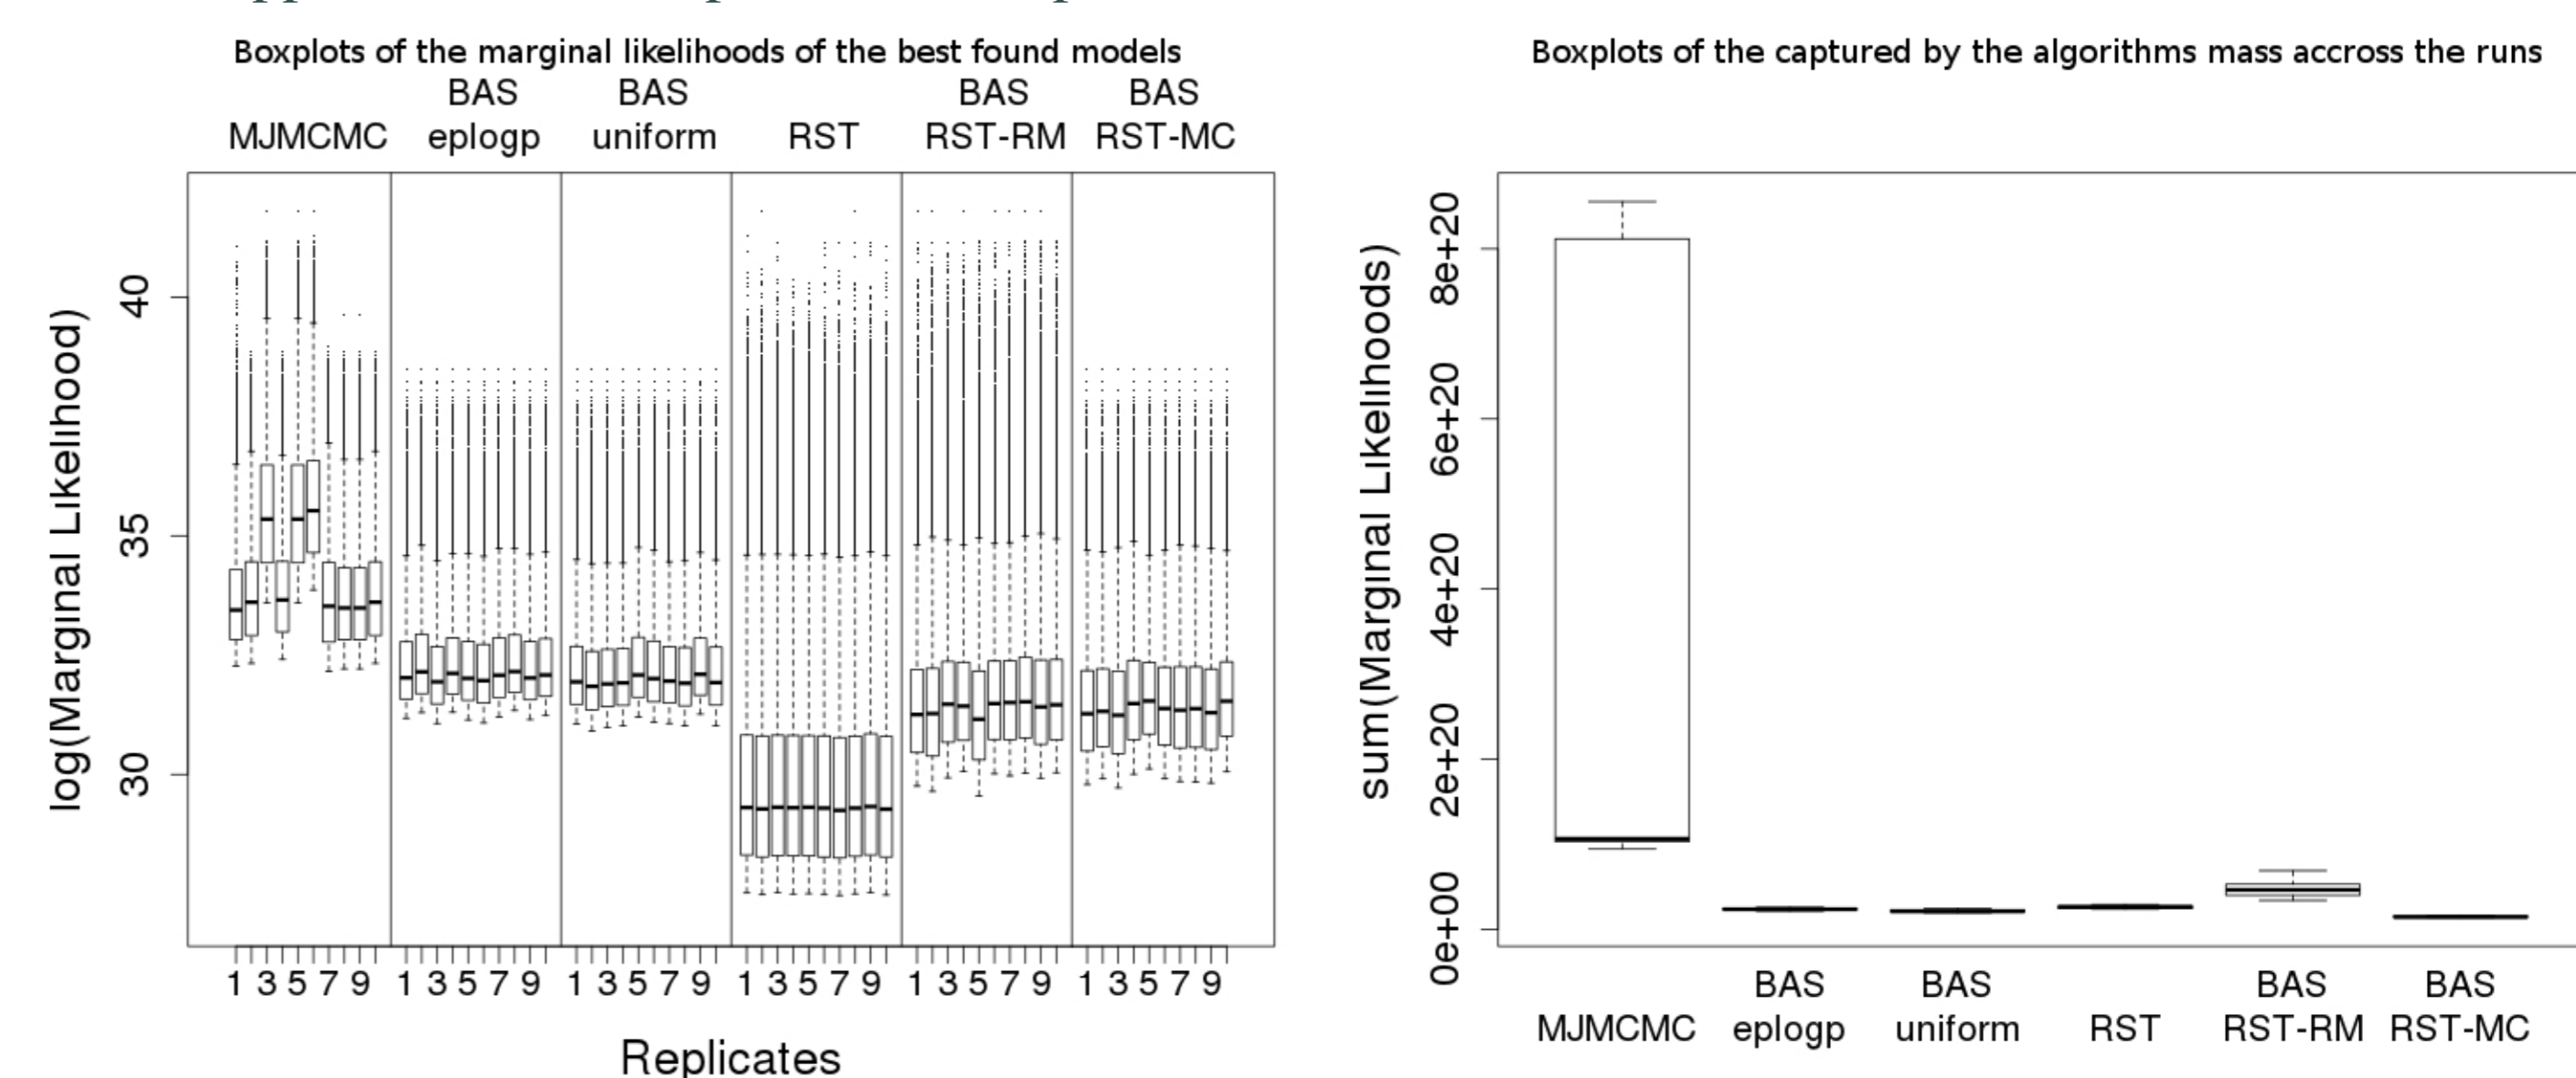 Boxplots of the marginal likelihoods of the best found models
BAS BAS BAS BAS
MJMCMC eplogp uniform RST RST-RM RST-MC
log(Marginal Likelihood)
40
35
30
1 3 5 7 9 1 3 5 7 9 1 3 5 7 9 1 3 5 7 9 1 3 5 7 9 1 3 5 7 9
Replicates
Boxplots of the captured by the algorithms mass accross the runs
sum(Marginal Likelihoods)
8e+20
6e+20
4e+20
2e+20
0e+00
BAS BAS BAS BAS
MJMCMC eplogp uniform RST RST-RM RST-MC